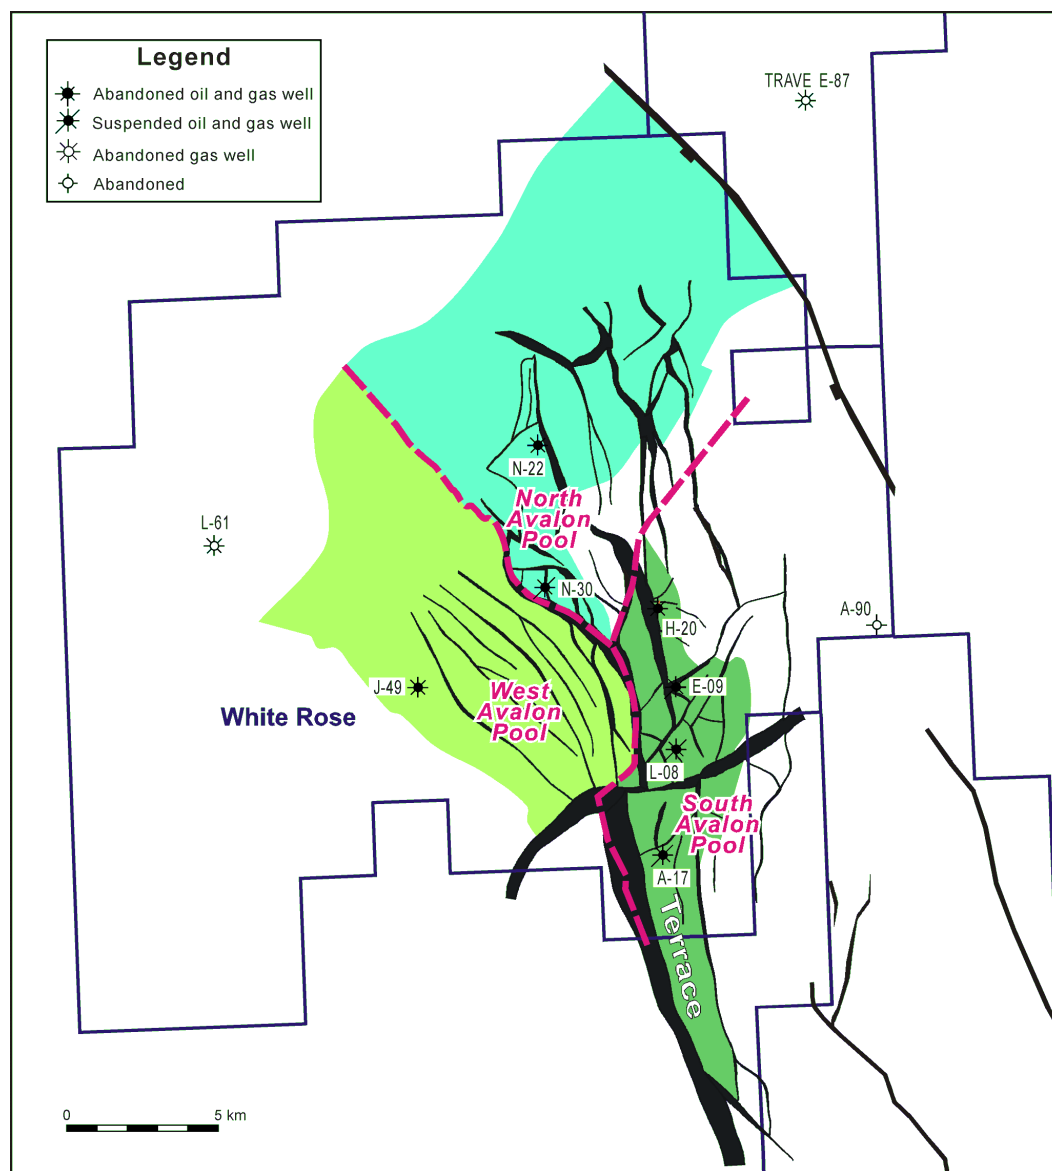 Legend
Abandoned oil and gas well
Suspended oil and gas well
Abandoned gas well
Abandoned
TRAVE E-87
N-22
North
Avalon
Pool
L-61
N-30
A-90
H-20
J-49
E-09
West
Avalon
Pool
White Rose
L-08
South
Avalon
Pool
A-17
Terrace
0 5 km